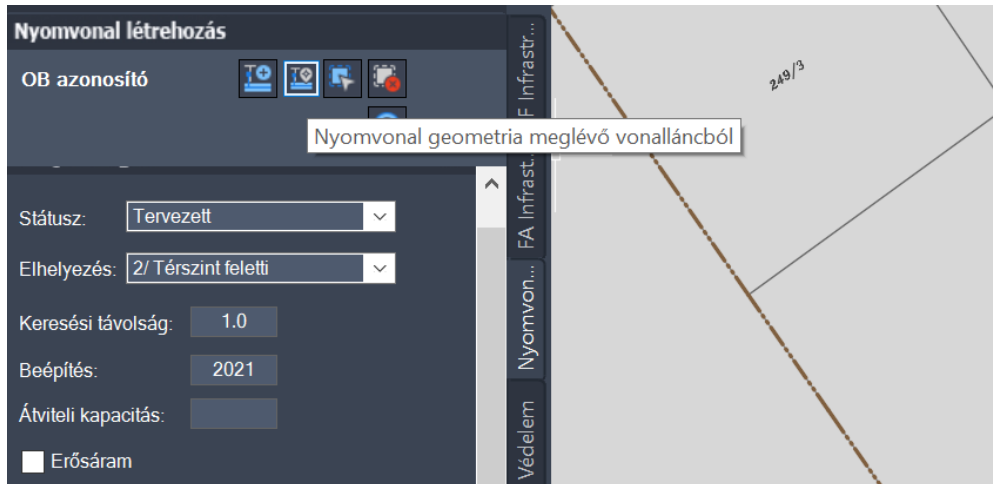 Nyomvonal létrehozás
OB azonosító
Nyomvonal geometria meglévő vonalláncból
Státusz: Tervezett
Elhelyezés: 2/ Térszint feletti
Keresési távolság: 1.0
Beépítés: 2021
Átviteli kapacitás:
Erősáram
F Infrastr...
FA Infrast...
Nyomvon...
Védelem
249/3